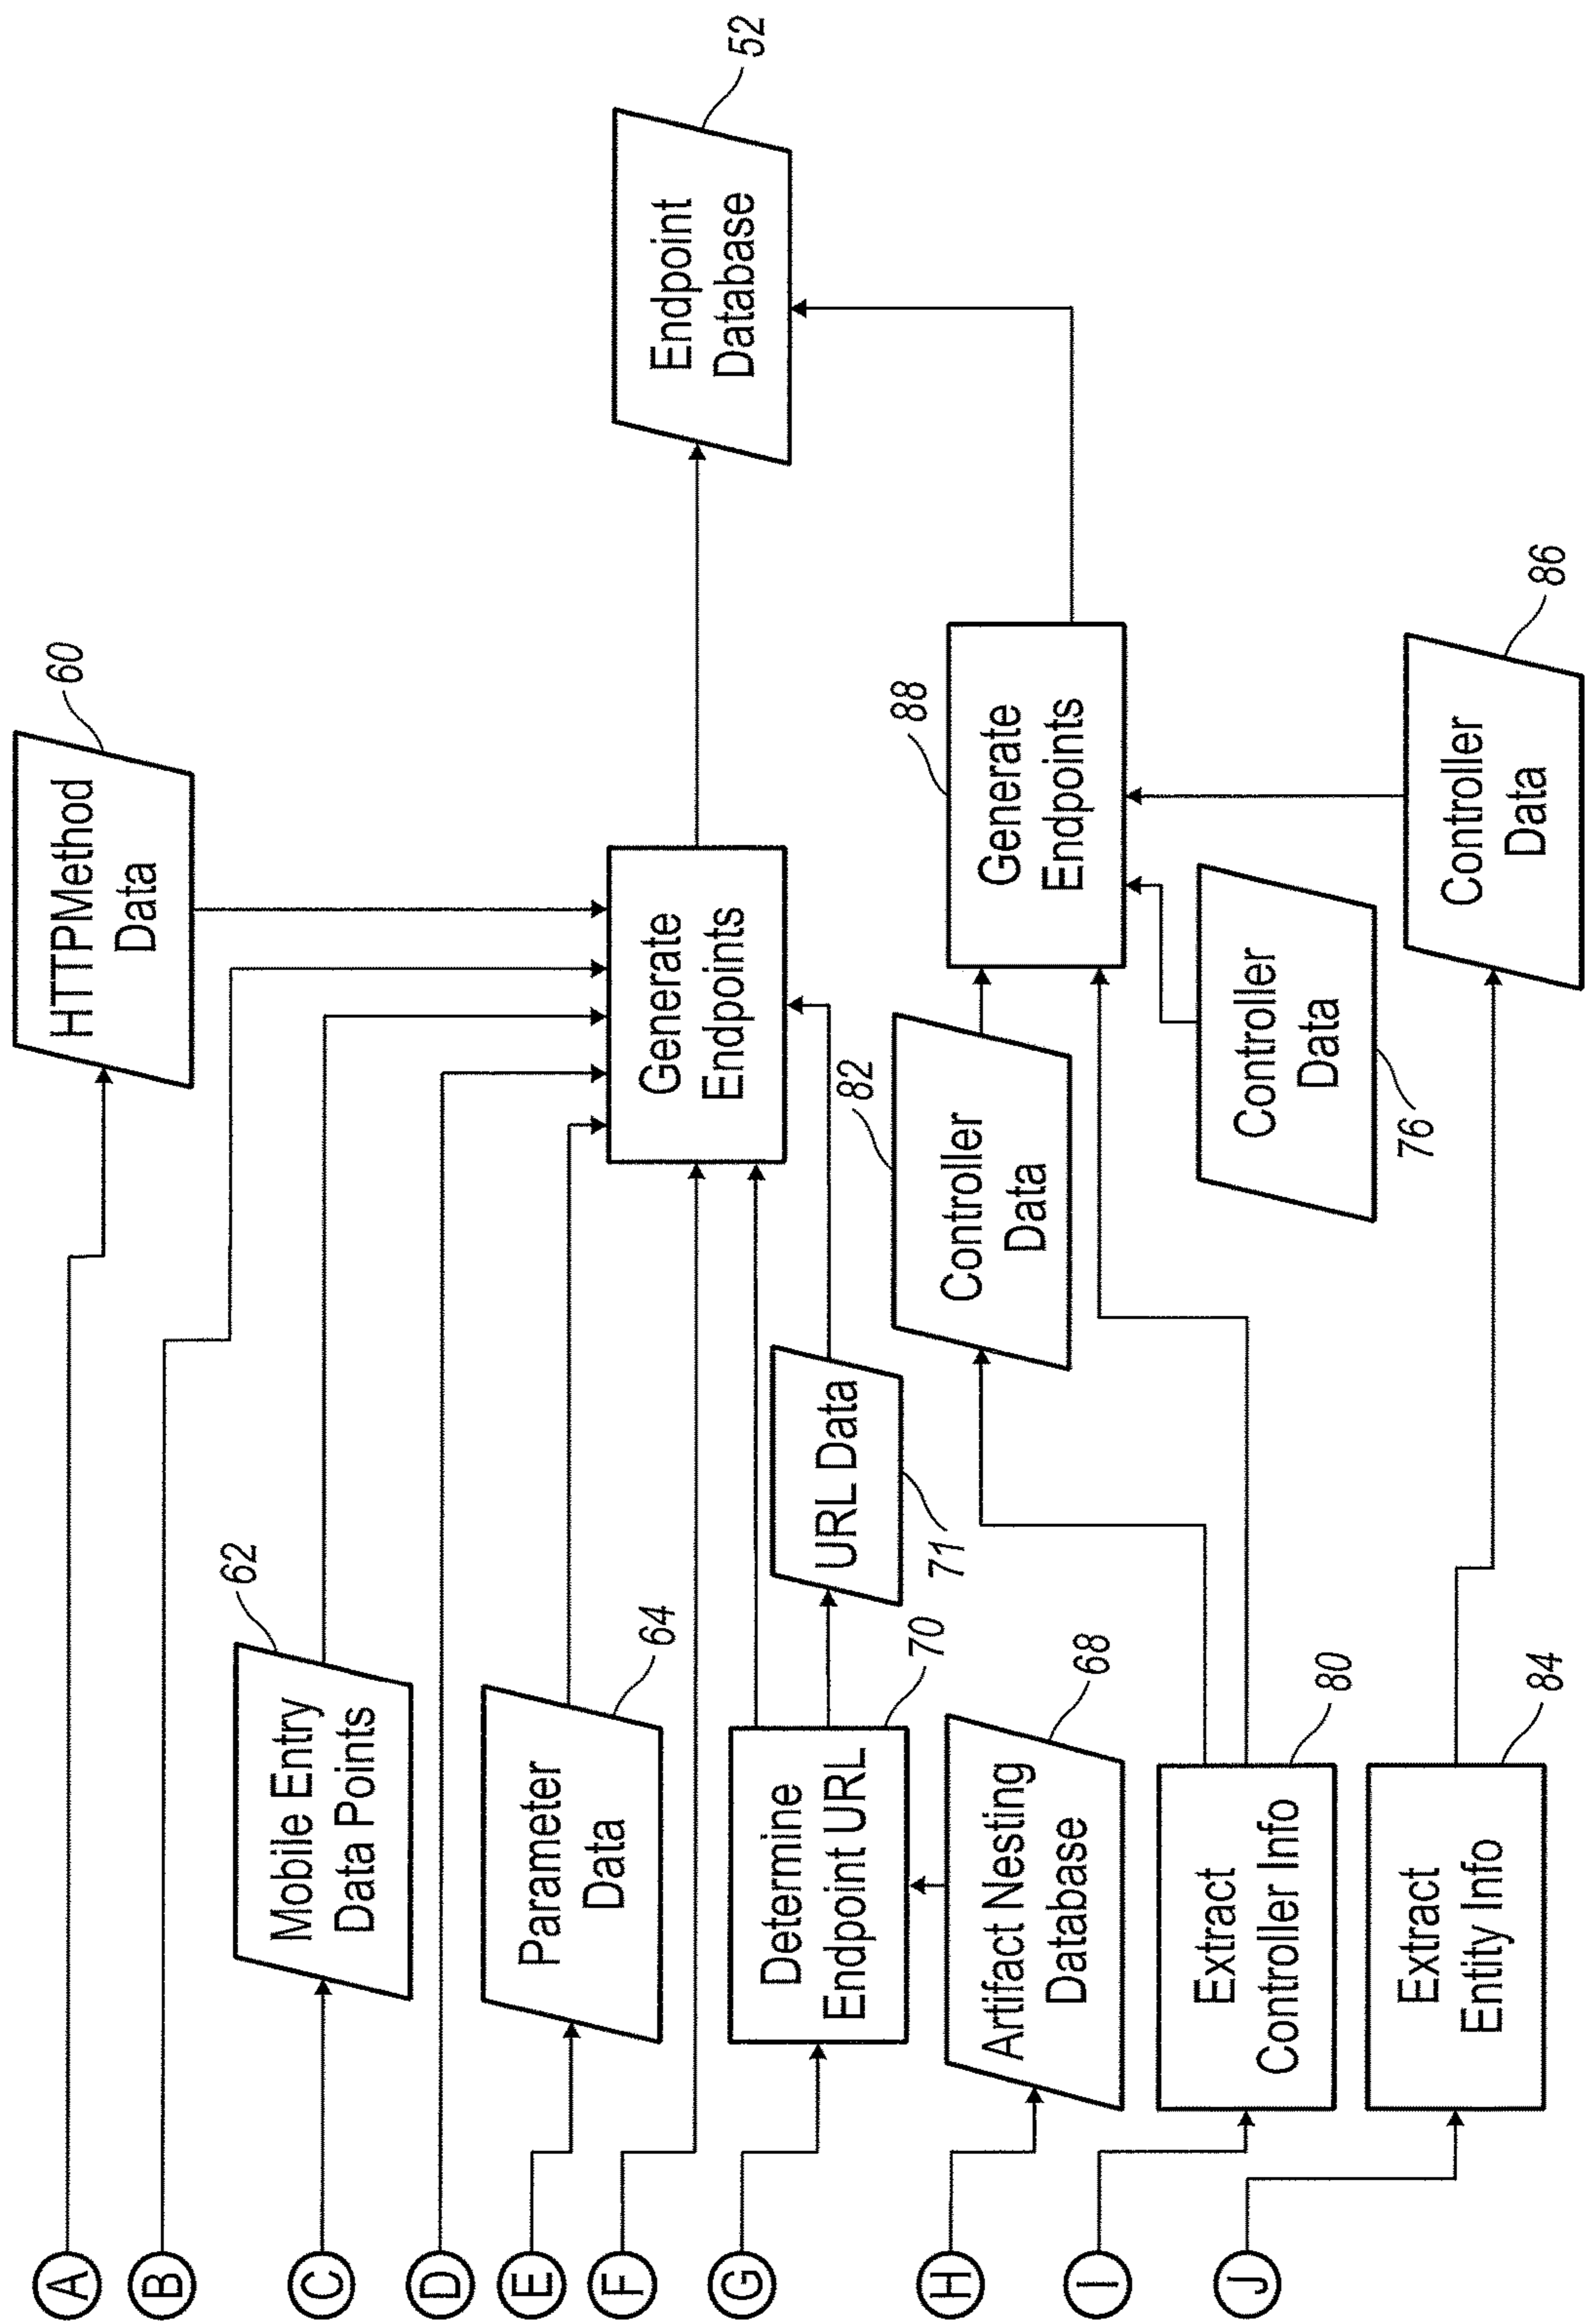 A
HTTPMethod
Data
60
B
C
Mobile Entry
Data Points
62
D
E
Parameter
Data
64
F
Generate
Endpoints
Endpoint
Database
52
G
Determine
Endpoint URL
70
URL Data
71
H
Artifact Nesting
Database
68
Controller
Data
82
Generate
Endpoints
88
I
Extract
Controller Info
80
Controller
Data
76
J
Extract
Entity Info
84
Controller
Data
86